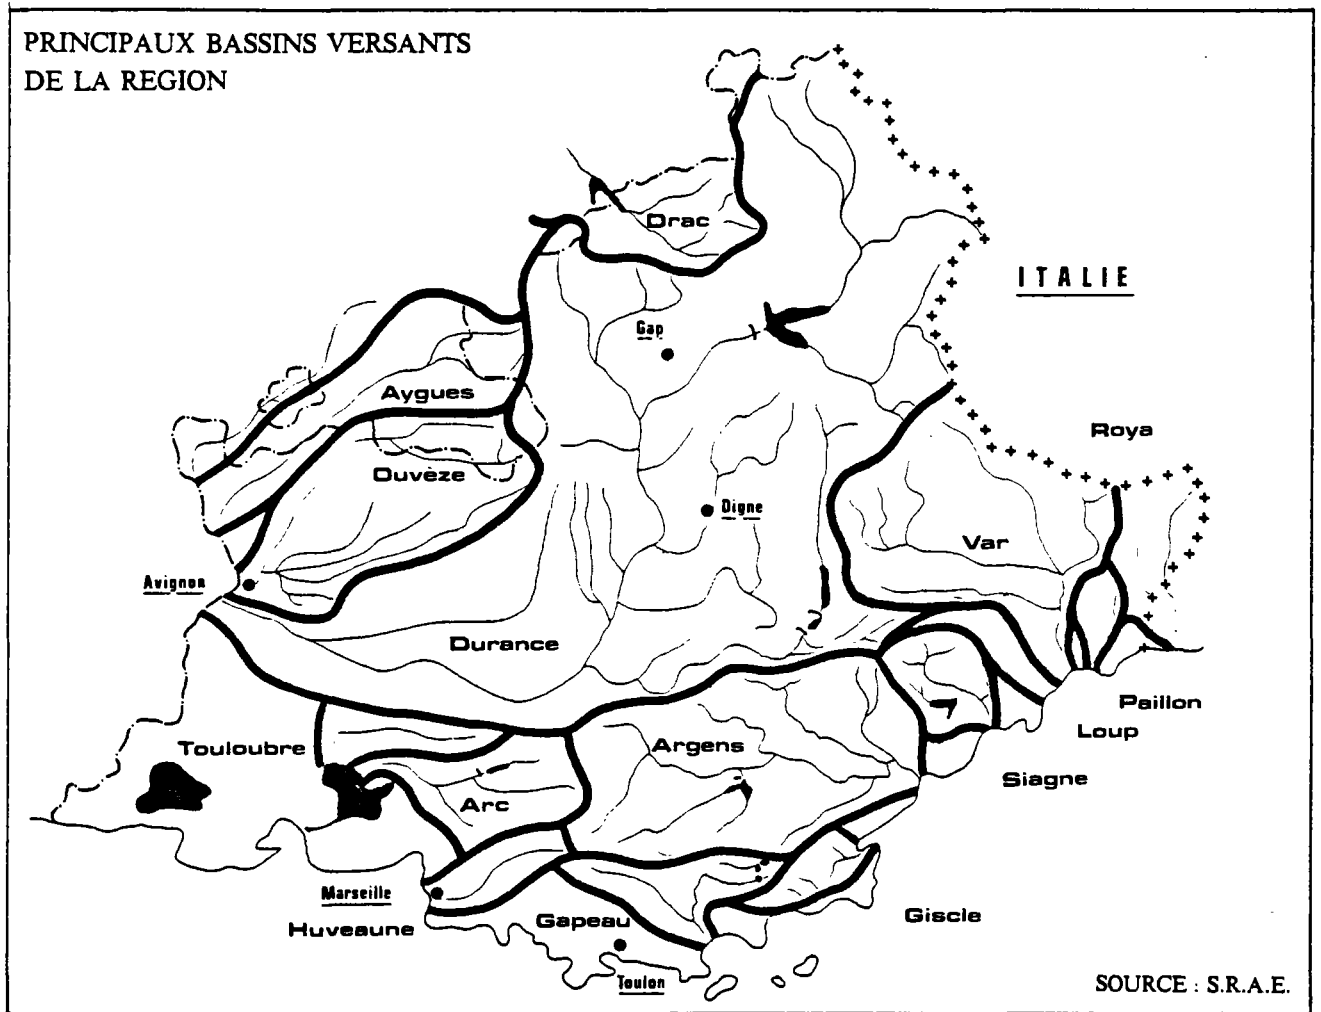 PRINCIPAUX BASSINS VERSANTS
DE LA REGION
Drac
ITALIE
Gap
Aygues
Roya
Ouvèze
Digne
Var
Avignon
Durance
Paillon
Loup
Touloubre
Argens
Siagne
Arc
Marseille
Huveaune
Gapeau
Giscle
Toulon
SOURCE : S.R.A.E.